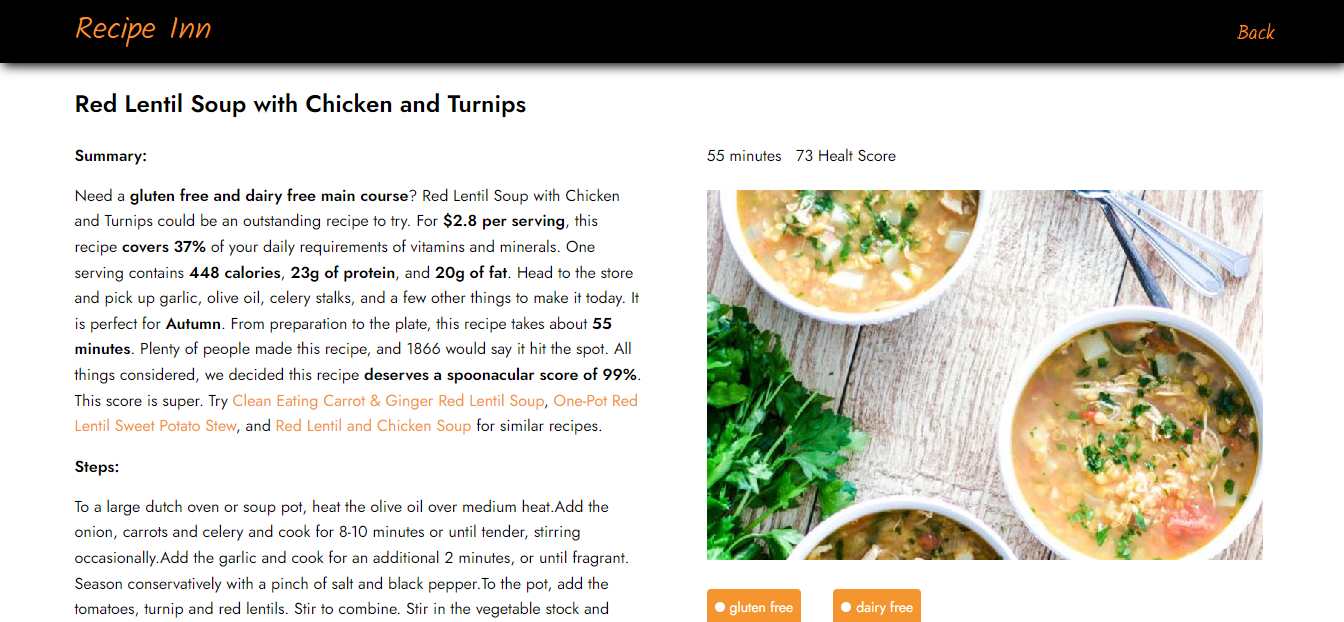 Recipe Inn
Back
Red Lentil Soup with Chicken and Turnips
Summary:
Need a gluten free and dairy free main course? Red Lentil Soup with Chicken
and Turnips could be an outstanding recipe to try. For $2.8 per serving, this
recipe covers 37% of your daily requirements of vitamins and minerals. One
serving contains 448 calories, 23g of protein, and 20g of fat. Head to the store
and pick up garlic, olive oil, celery stalks, and a few other things to make it today. It
is perfect for Autumn. From preparation to the plate, this recipe takes about 55
minutes. Plenty of people made this recipe, and 1866 would say it hit the spot. All
things considered, we decided this recipe deserves a spoonacular score of 99%.
This score is super. Try Clean Eating Carrot & Ginger Red Lentil Soup, One-Pot Red
Lentil Sweet Potato Stew, and Red Lentil and Chicken Soup for similar recipes.
Steps:
To a large dutch oven or soup pot, heat the olive oil over medium heat.Add the
onion, carrots and celery and cook for 8-10 minutes or until tender, stirring
occasionally.Add the garlic and cook for an additional 2 minutes, or until fragrant.
Season conservatively with a pinch of salt and black pepper.To the pot, add the
tomatoes, turnip and red lentils. Stir to combine. Stir in the vegetable stock and
55 minutes 73 Healt Score
gluten free
dairy free